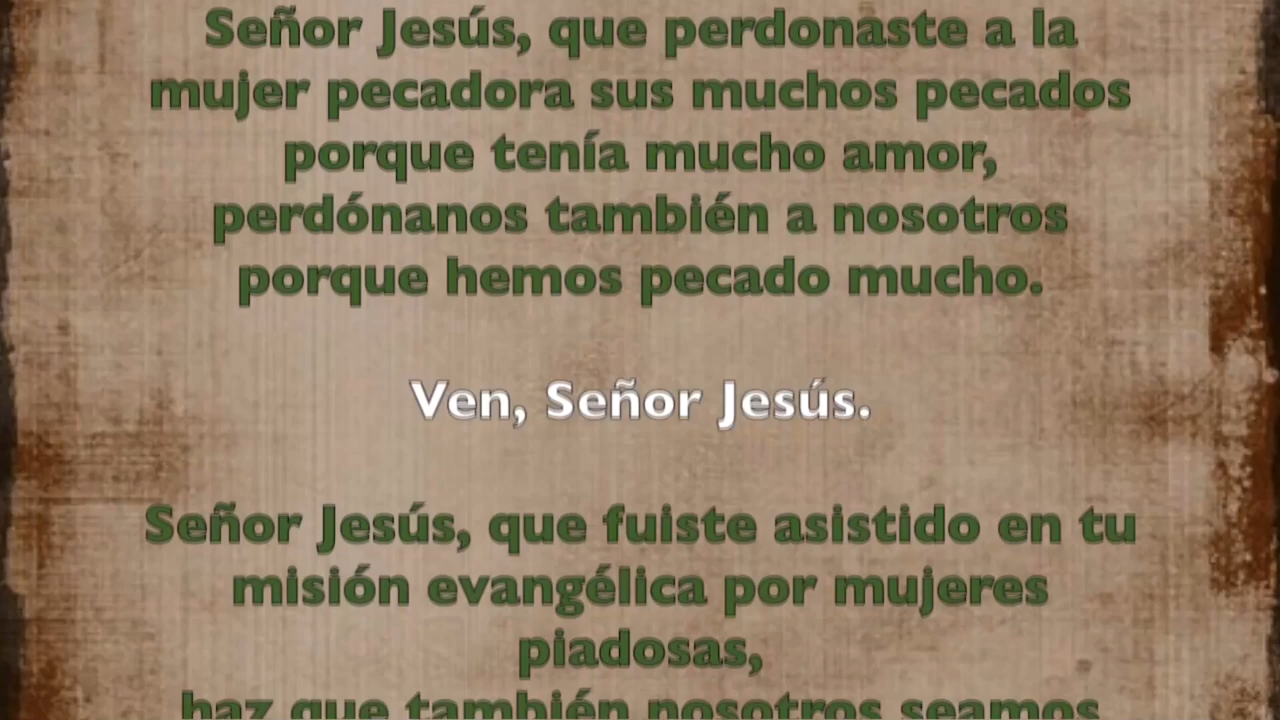 Señor Jesús, que perdonaste a la
mujer pecadora sus muchos pecados
porque tenía mucho amor,
perdónanos también a nosotros
porque hemos pecado mucho.
Ven, Señor Jesús.
Señor Jesús, que fuiste asistido en tu
misión evangélica por mujeres
piadosas,
haz que también nosotros seamos